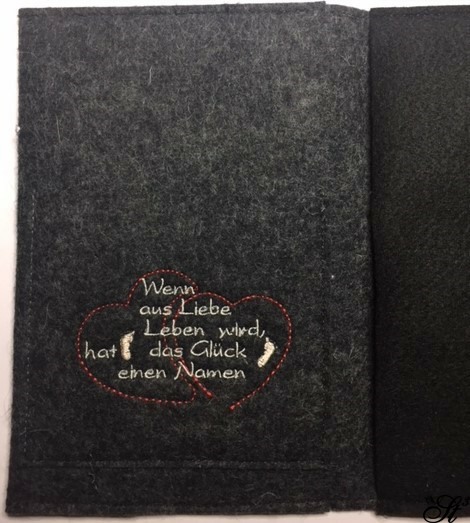 Wenn
aus Liebe
Leben wird,
hat das Glück
einen Namen